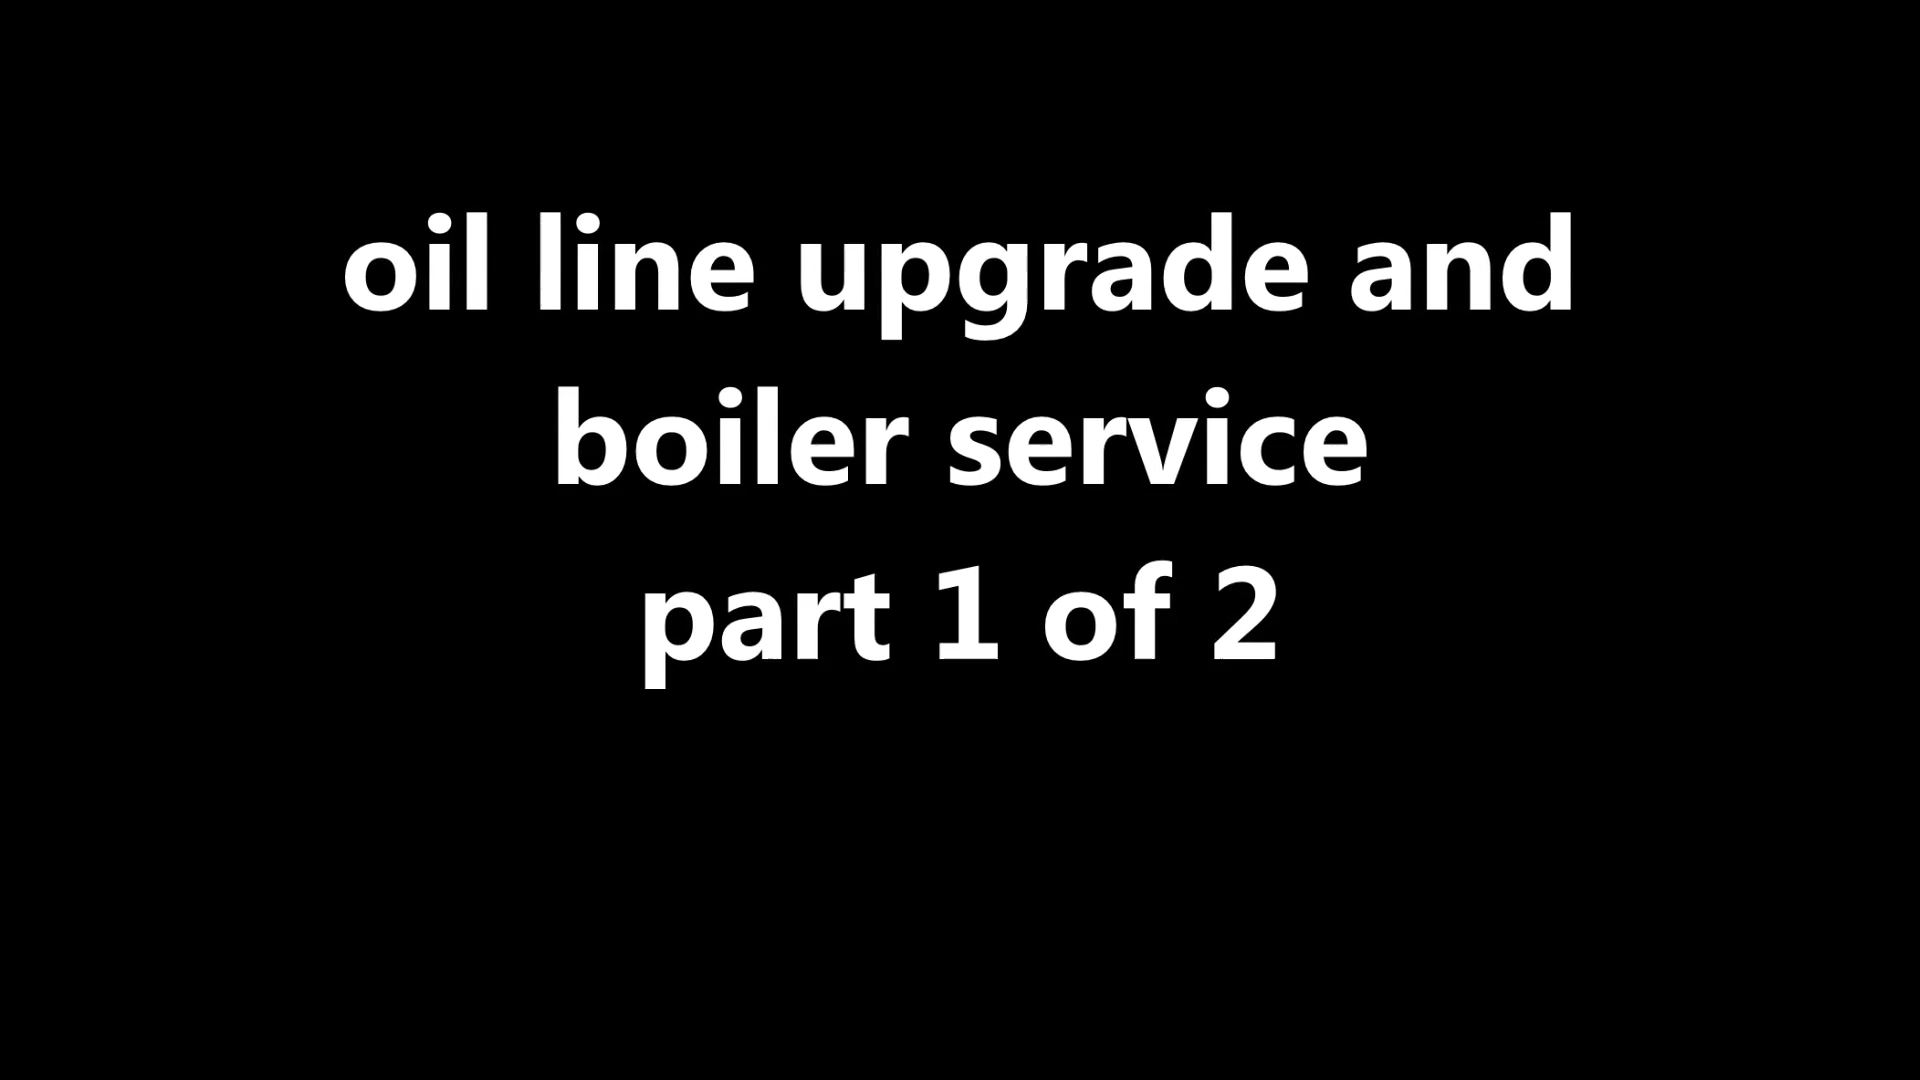 oil line upgrade and
boiler service
part 1 of 2